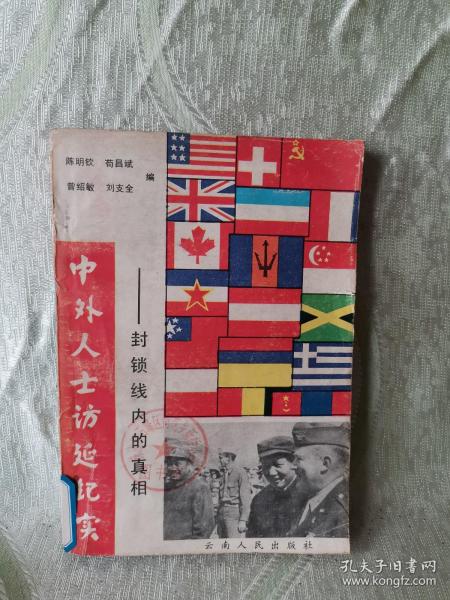 陈明钦 苟昌斌
曾绍敏 刘支全
编
中外人士访延纪实
——封锁线内的真相
云南人民出版社
孔夫子旧书网
www.kongfz.com